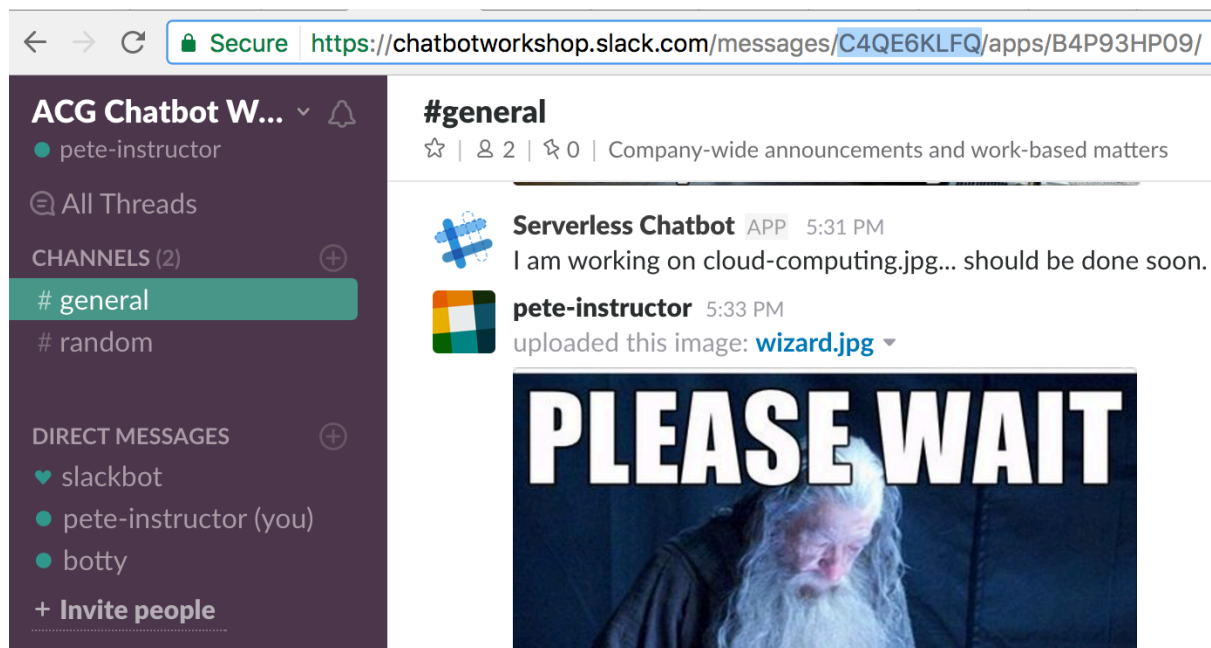 Secure https://chatbotworkshop.slack.com/messages/C4QE6KLFQ/apps/B4P93HP09/
ACG Chatbot W...
pete-instructor
All Threads
CHANNELS (2)
# general
# random
DIRECT MESSAGES
slackbot
pete-instructor (you)
botty
+ Invite people
#general
2 | 0 | Company-wide announcements and work-based matters
Serverless Chatbot APP 5:31 PM
I am working on cloud-computing.jpg... should be done soon.
pete-instructor 5:33 PM
uploaded this image: wizard.jpg
PLEASE WAIT